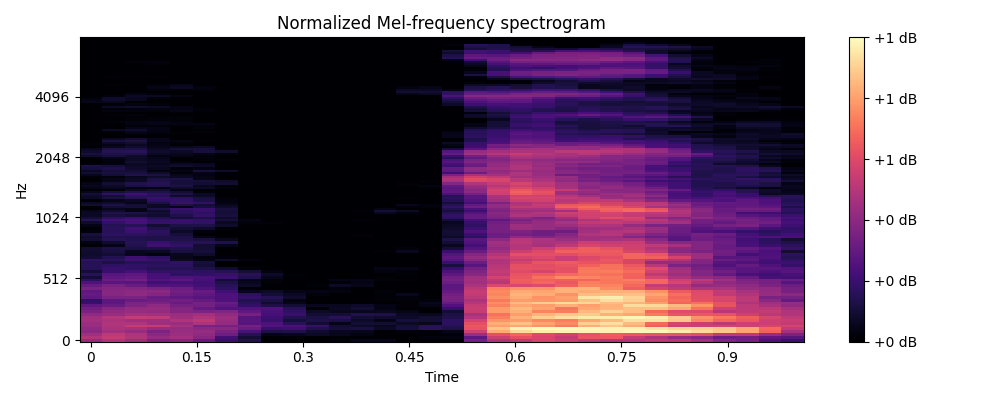 Normalized Mel-frequency spectrogram
+1 dB
4096
+1 dB
2048
+1 dB
Hz
1024
+0 dB
512
+0 dB
0
+0 dB
0 0.15 0.3 0.45 0.6 0.75 0.9
Time